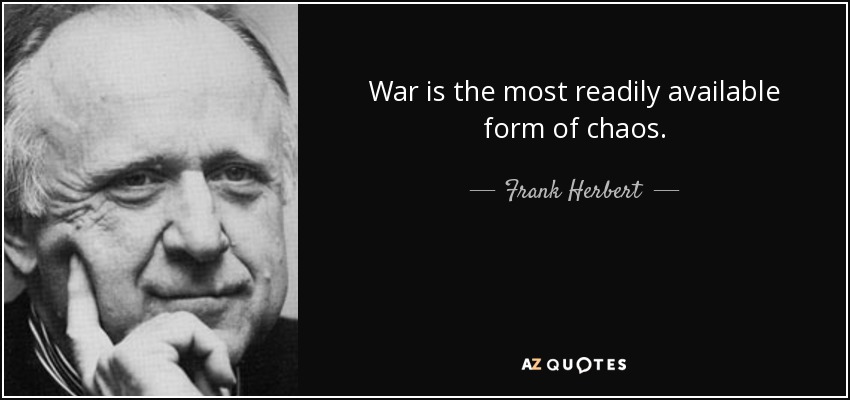 War is the most readily available
form of chaos.
— Frank Herbert —
AZ QUOTES